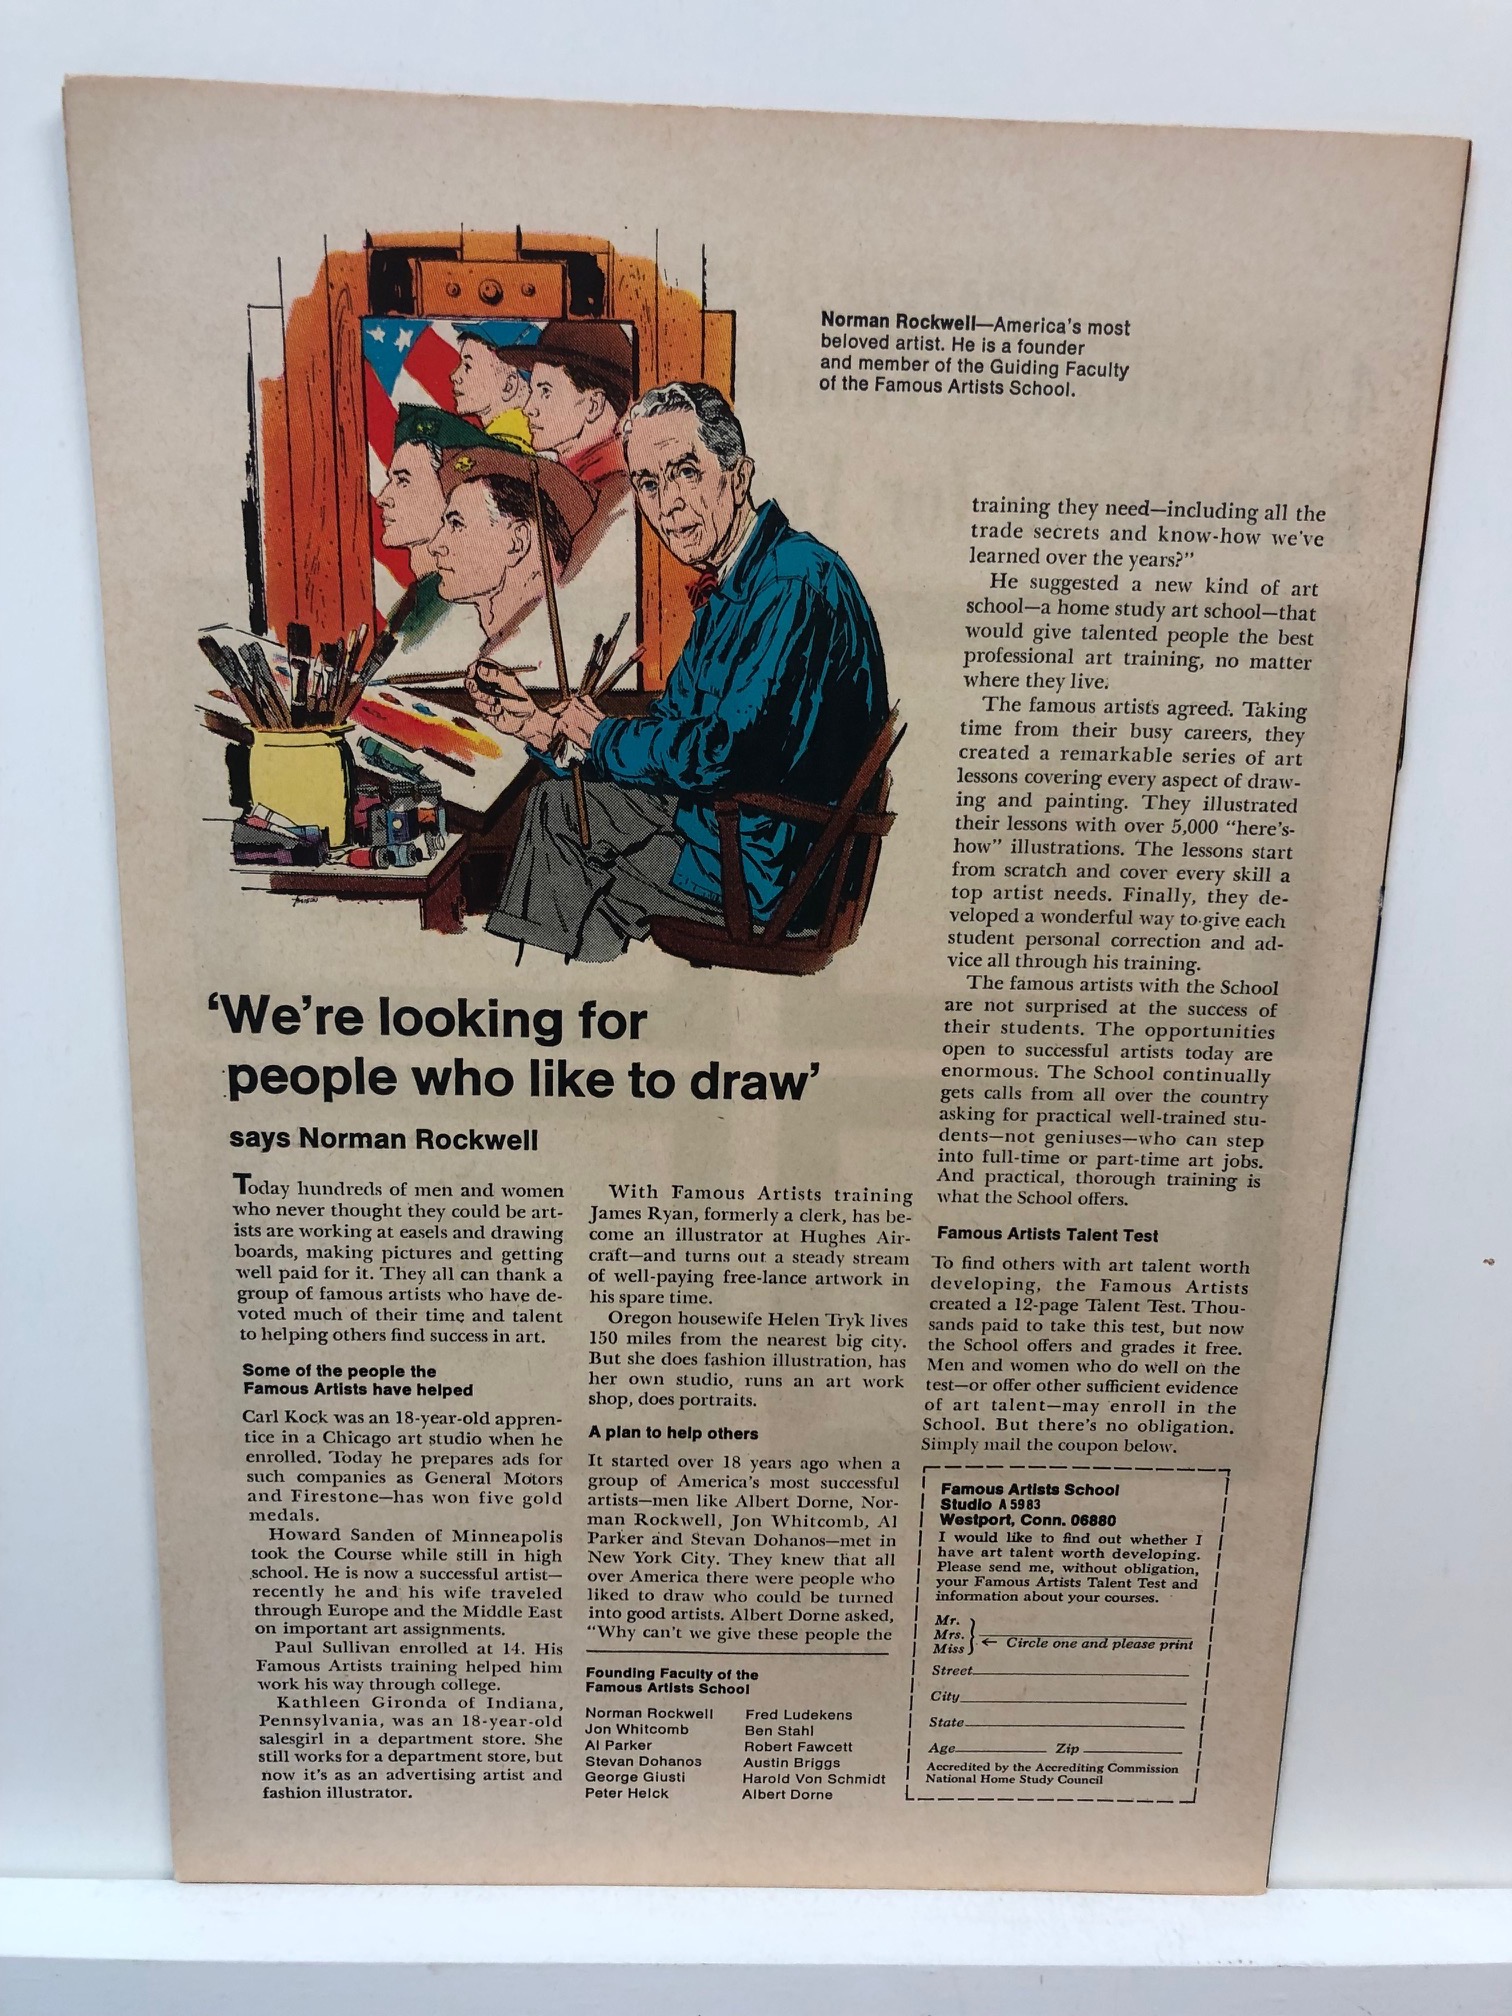 Norman Rockwell—America's most
beloved artist. He is a founder
and member of the Guiding Faculty
of the Famous Artists School.
'We're looking for
people who like to draw'
says Norman Rockwell
Today hundreds of men and women
who never thought they could be art-
ists are working at easels and drawing
boards, making pictures and getting
well paid for it. They all can thank a
group of famous artists who have de-
voted much of their time and talent
to helping others find success in art.
Some of the people the
Famous Artists have helped
Carl Kock was an 18-year-old appren-
tice in a Chicago art studio when he
enrolled. Today he prepares ads for
such companies as General Motors
and Firestone—has won five gold
medals.
Howard Sanden of Minneapolis
took the Course while still in high
school. He is now a successful artist—
recently he and his wife traveled
through Europe and the Middle East
on important art assignments.
Paul Sullivan enrolled at 14. His
Famous Artists training helped him
work his way through college.
Kathleen Gironda of Indiana,
Pennsylvania, was an 18-year-old
salesgirl in a department store. She
still works for a department store, but
now it's as an advertising artist and
fashion illustrator.
With Famous Artists training
James Ryan, formerly a clerk, has be-
come an illustrator at Hughes Air-
craft—and turns out a steady stream
of well-paying free-lance artwork in
his spare time.
Oregon housewife Helen Tryk lives
150 miles from the nearest big city.
But she does fashion illustration, has
her own studio, runs an art work
shop, does portraits.
A plan to help others
It started over 18 years ago when a
group of America's most successful
artists—men like Albert Dorne, Nor-
man Rockwell, Jon Whitcomb, Al
Parker and Stevan Dohanos—met in
New York City. They knew that all
over America there were people who
liked to draw who could be turned
into good artists. Albert Dorne asked,
"Why can't we give these people the
Founding Faculty of the
Famous Artists School
Norman Rockwell
Jon Whitcomb
Al Parker
Stevan Dohanos
George Giusti
Peter Helck
Fred Ludekens
Ben Stahl
Robert Fawcett
Austin Briggs
Harold Von Schmidt
Albert Dorne
training they need—including all the
trade secrets and know-how we've
learned over the years?"
He suggested a new kind of art
school—a home study art school—that
would give talented people the best
professional art training, no matter
where they live.
The famous artists agreed. Taking
time from their busy careers, they
created a remarkable series of art
lessons covering every aspect of draw-
ing and painting. They illustrated
their lessons with over 5,000 "here's-
how" illustrations. The lessons start
from scratch and cover every skill a
top artist needs. Finally, they de-
veloped a wonderful way to give each
student personal correction and ad-
vice all through his training.
The famous artists with the School
are not surprised at the success of
their students. The opportunities
open to successful artists today are
enormous. The School continually
gets calls from all over the country
asking for practical well-trained stu-
dents—not geniuses—who can step
into full-time or part-time art jobs.
And practical, thorough training is
what the School offers.
Famous Artists Talent Test
To find others with art talent worth
developing, the Famous Artists
created a 12-page Talent Test. Thou-
sands paid to take this test, but now
the School offers and grades it free.
Men and women who do well on the
test—or offer other sufficient evidence
of art talent—may enroll in the
School. But there's no obligation.
Simply mail the coupon below.
Famous Artists School
Studio A5983
Westport, Conn. 06880
I would like to find out whether I
have art talent worth developing.
Please send me, without obligation,
your Famous Artists Talent Test and
information about your courses.
Mr.
Mrs.
Miss ← Circle one and please print
Street
City
State
Age Zip
Accredited by the Accrediting Commission
National Home Study Council